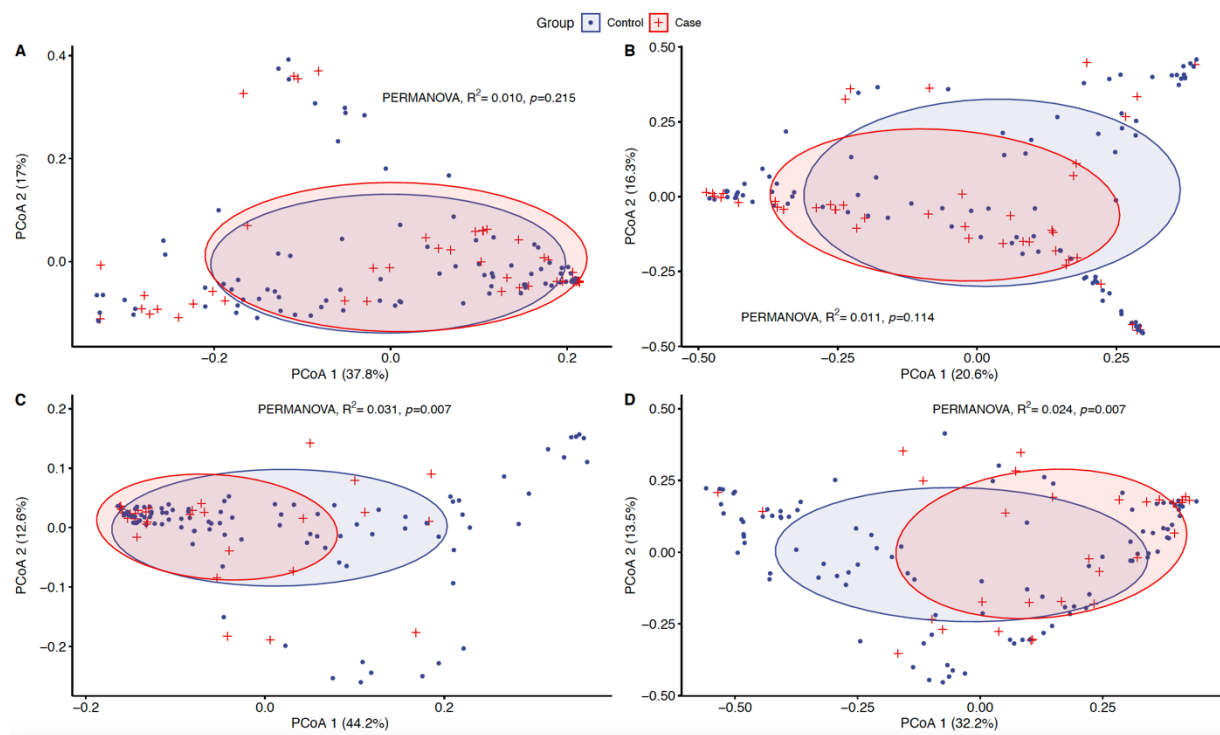 Group Control Case
A
0.4
0.2
0.0
PCoA 2 (17%)
PERMANOVA, R2= 0.010, p=0.215
−0.2 0.0 0.2
PCoA 1 (37.8%)
B
0.50
0.25
0.00
−0.25
−0.50
PCoA 2 (16.3%)
PERMANOVA, R2= 0.011, p=0.114
−0.50 −0.25 0.00 0.25
PCoA 1 (20.6%)
C
0.2
0.1
0.0
−0.1
−0.2
PCoA 2 (12.6%)
PERMANOVA, R2= 0.031, p=0.007
−0.2 0.0 0.2
PCoA 1 (44.2%)
D
0.50
0.25
0.00
−0.25
−0.50
PCoA 2 (13.5%)
PERMANOVA, R2= 0.024, p=0.007
−0.50 −0.25 0.00 0.25
PCoA 1 (32.2%)